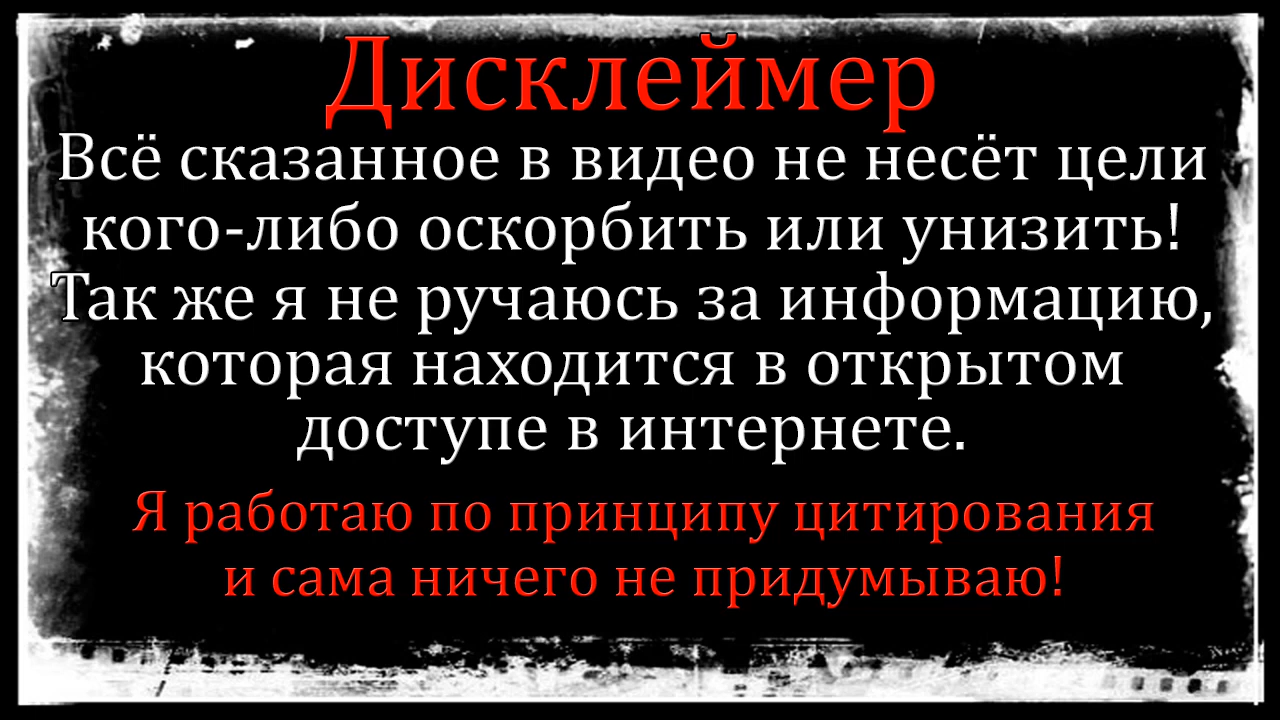 Дисклеймер
Всё сказанное в видео не несёт цели
кого-либо оскорбить или унизить!
Так же я не ручаюсь за информацию,
которая находится в открытом
доступе в интернете.
Я работаю по принципу цитирования
и сама ничего не придумываю!